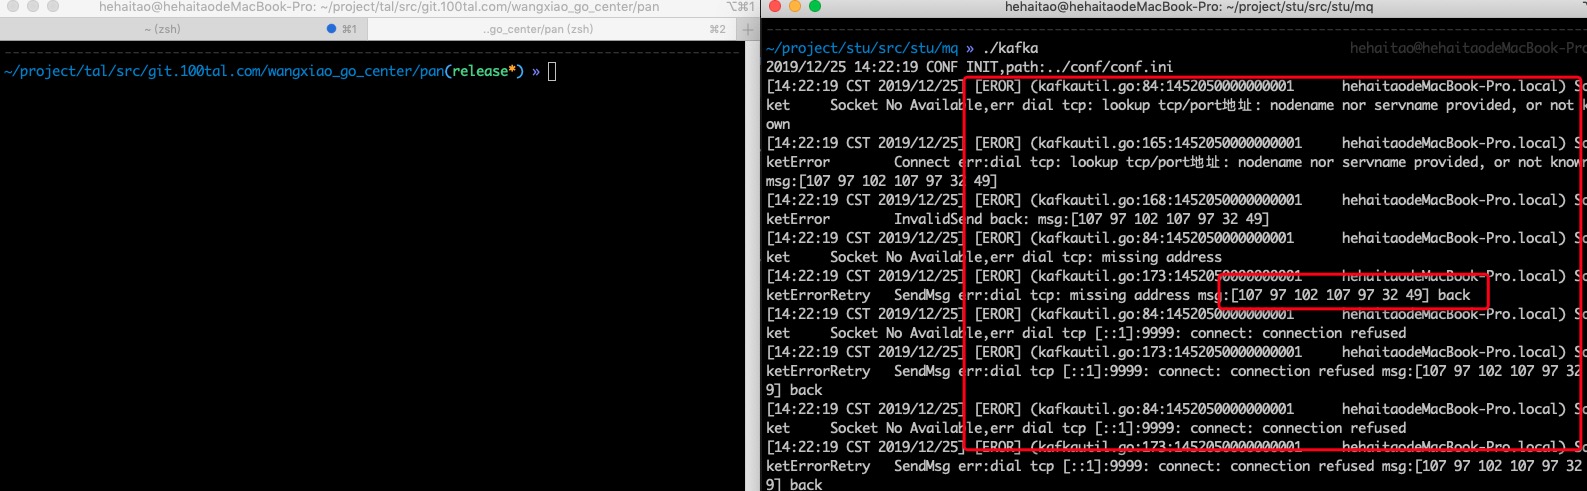 hehaitao@hehaitaodeMacBook-Pro: ~/project/tal/src/git.100tal.com/wangxiao_go_center/pan
⌥⌘1
~ (zsh)
⌘1
..go_center/pan (zsh)
⌘2
+
~/project/tal/src/git.100tal.com/wangxiao_go_center/pan(release*) »
hehaitao@hehaitaodeMacBook-Pro: ~/project/stu/src/stu/mq
~/project/stu/src/stu/mq » ./kafka
hehaitao@hehaitaodeMacBook-Pro
2019/12/25 14:22:19 CONF INIT,path:../conf/conf.ini
[14:22:19 CST 2019/12/25] [EROR] (kafkautil.go:84:1452050000000001 hehaitaodeMacBook-Pro.local) So
ket Socket No Available,err dial tcp: lookup tcp/port地址: nodename nor servname provided, or not k
own
[14:22:19 CST 2019/12/25] [EROR] (kafkautil.go:165:1452050000000001 hehaitaodeMacBook-Pro.local) So
ketError Connect err:dial tcp: lookup tcp/port地址: nodename nor servname provided, or not known
msg:[107 97 102 107 97 32 49]
[14:22:19 CST 2019/12/25] [EROR] (kafkautil.go:168:1452050000000001 hehaitaodeMacBook-Pro.local) So
ketError InvalidSend back: msg:[107 97 102 107 97 32 49]
[14:22:19 CST 2019/12/25] [EROR] (kafkautil.go:84:1452050000000001 hehaitaodeMacBook-Pro.local) So
ket Socket No Available,err dial tcp: missing address
[14:22:19 CST 2019/12/25] [EROR] (kafkautil.go:173:1452050000000001 hehaitaodeMacBook-Pro.local) So
ketErrorRetry SendMsg err:dial tcp: missing address msg:[107 97 102 107 97 32 49] back
[14:22:19 CST 2019/12/25] [EROR] (kafkautil.go:84:1452050000000001 hehaitaodeMacBook-Pro.local) So
ket Socket No Available,err dial tcp [::1]:9999: connect: connection refused
[14:22:19 CST 2019/12/25] [EROR] (kafkautil.go:173:1452050000000001 hehaitaodeMacBook-Pro.local) So
ketErrorRetry SendMsg err:dial tcp [::1]:9999: connect: connection refused msg:[107 97 102 107 97 32
9] back
[14:22:19 CST 2019/12/25] [EROR] (kafkautil.go:84:1452050000000001 hehaitaodeMacBook-Pro.local) So
ket Socket No Available,err dial tcp [::1]:9999: connect: connection refused
[14:22:19 CST 2019/12/25] [EROR] (kafkautil.go:173:1452050000000001 hehaitaodeMacBook-Pro.local) So
ketErrorRetry SendMsg err:dial tcp [::1]:9999: connect: connection refused msg:[107 97 102 107 97 32
9] back